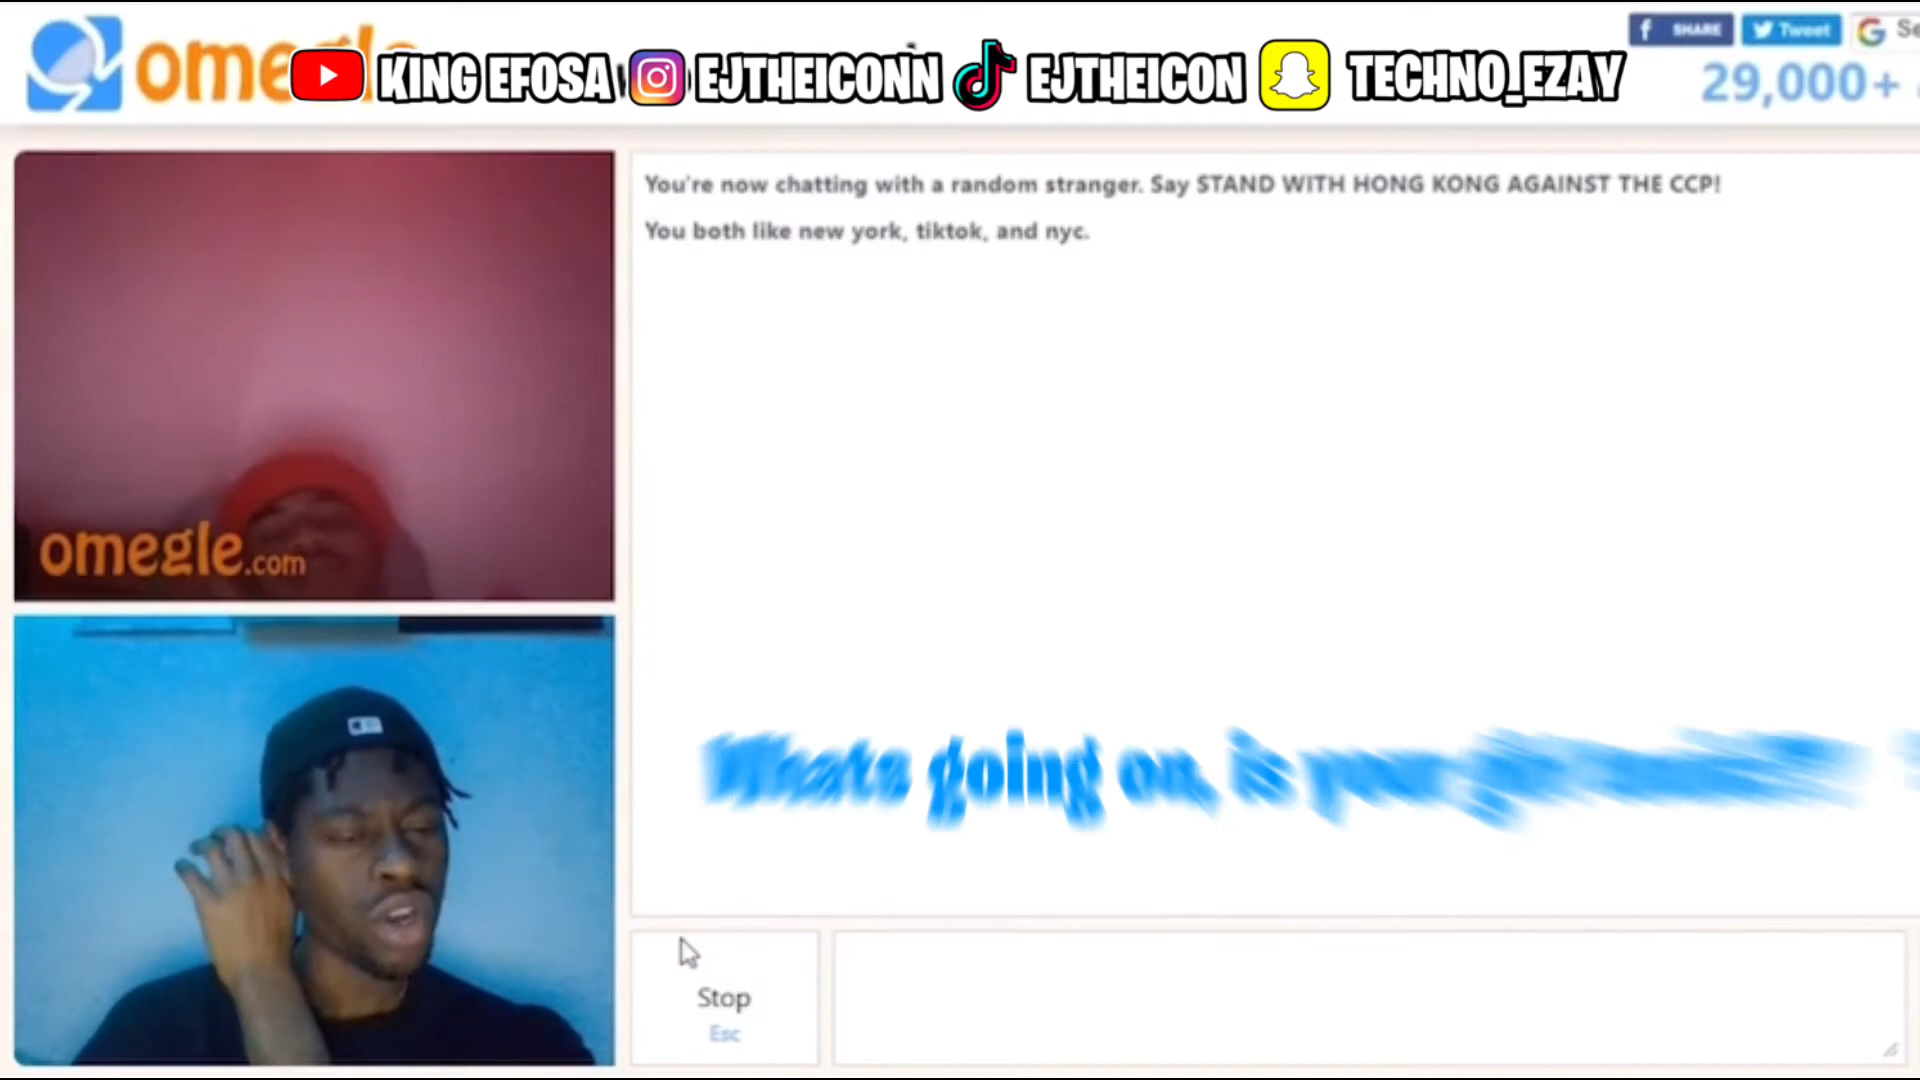 omegle
KING EFOSA EJTHEICONN EJTHEICON TECHNO_EZAY
f SHARE Tweet G
29,000+
You're now chatting with a random stranger. Say STAND WITH HONG KONG AGAINST THE CCP!
You both like new york, tiktok, and nyc.
omegle.com
Whats going on, is your
Stop
Esc